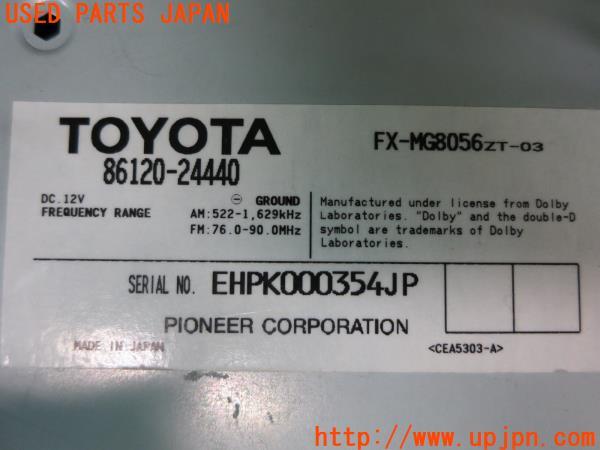 USED PARTS JAPAN
TOYOTA
86120-24440
FX-MG8056ZT-03
DC.12V
⊖ GROUND
FREQUENCY RANGE
AM:522-1,629kHz
FM:76.0-90.0MHz
Manufactured under license from Dolby
Laboratories. "Dolby" and the double-D
symbol are trademarks of Dolby
Laboratories.
SERIAL NO. EHPK000354JP
PIONEER CORPORATION
MADE IN JAPAN
<CEA5303-A>
http://www.upjpn.com/